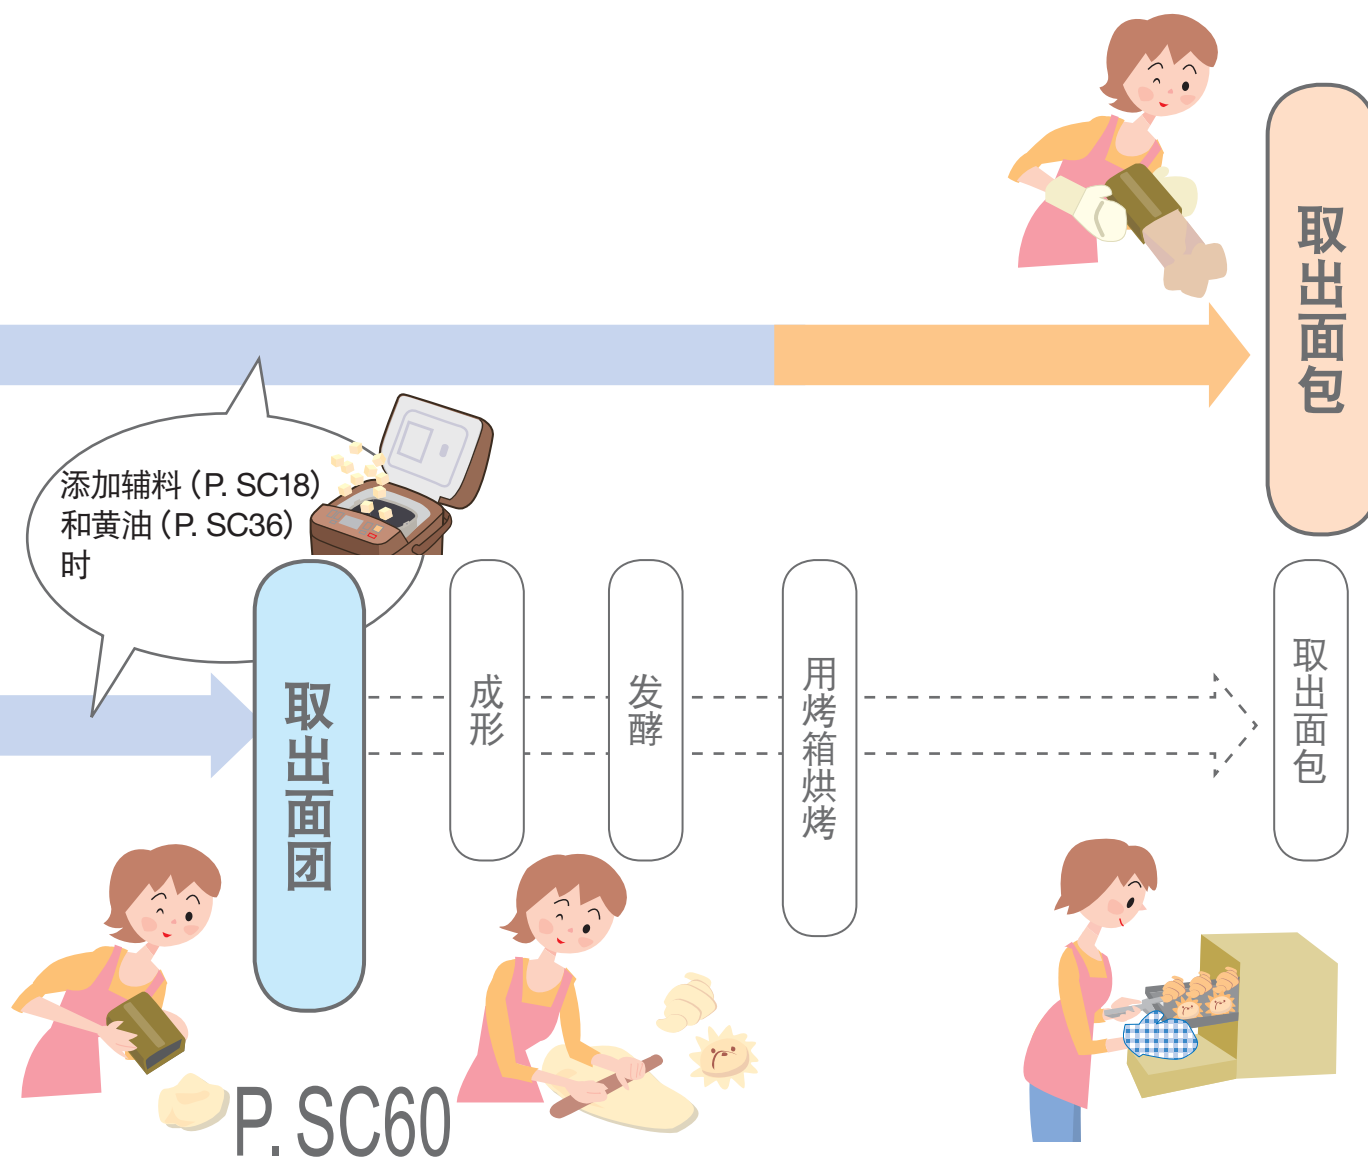 取出面包
添加辅料（P. SC18）
和黄油（P. SC36）
时
取出面团
成形
发酵
用烤箱烘烤
取出面包
P. SC60